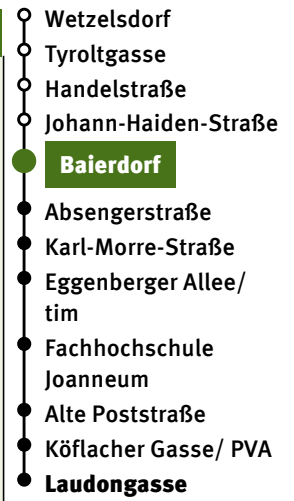 Wetzelsdorf
Tyroltgasse
Handelstraße
Johann-Haiden-Straße
Baierdorf
Absengerstraße
Karl-Morre-Straße
Eggenberger Allee/
tim
Fachhochschule
Joanneum
Alte Poststraße
Köflacher Gasse/ PVA
Laudongasse